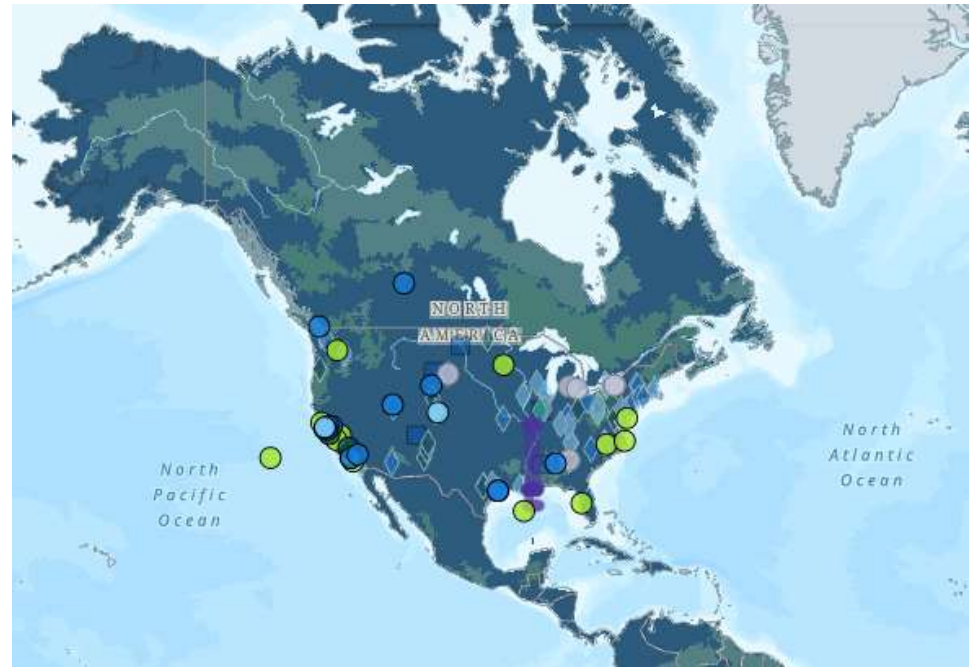 NORTH
AMERICA
North
Pacific
Ocean
North
Atlantic
Ocean